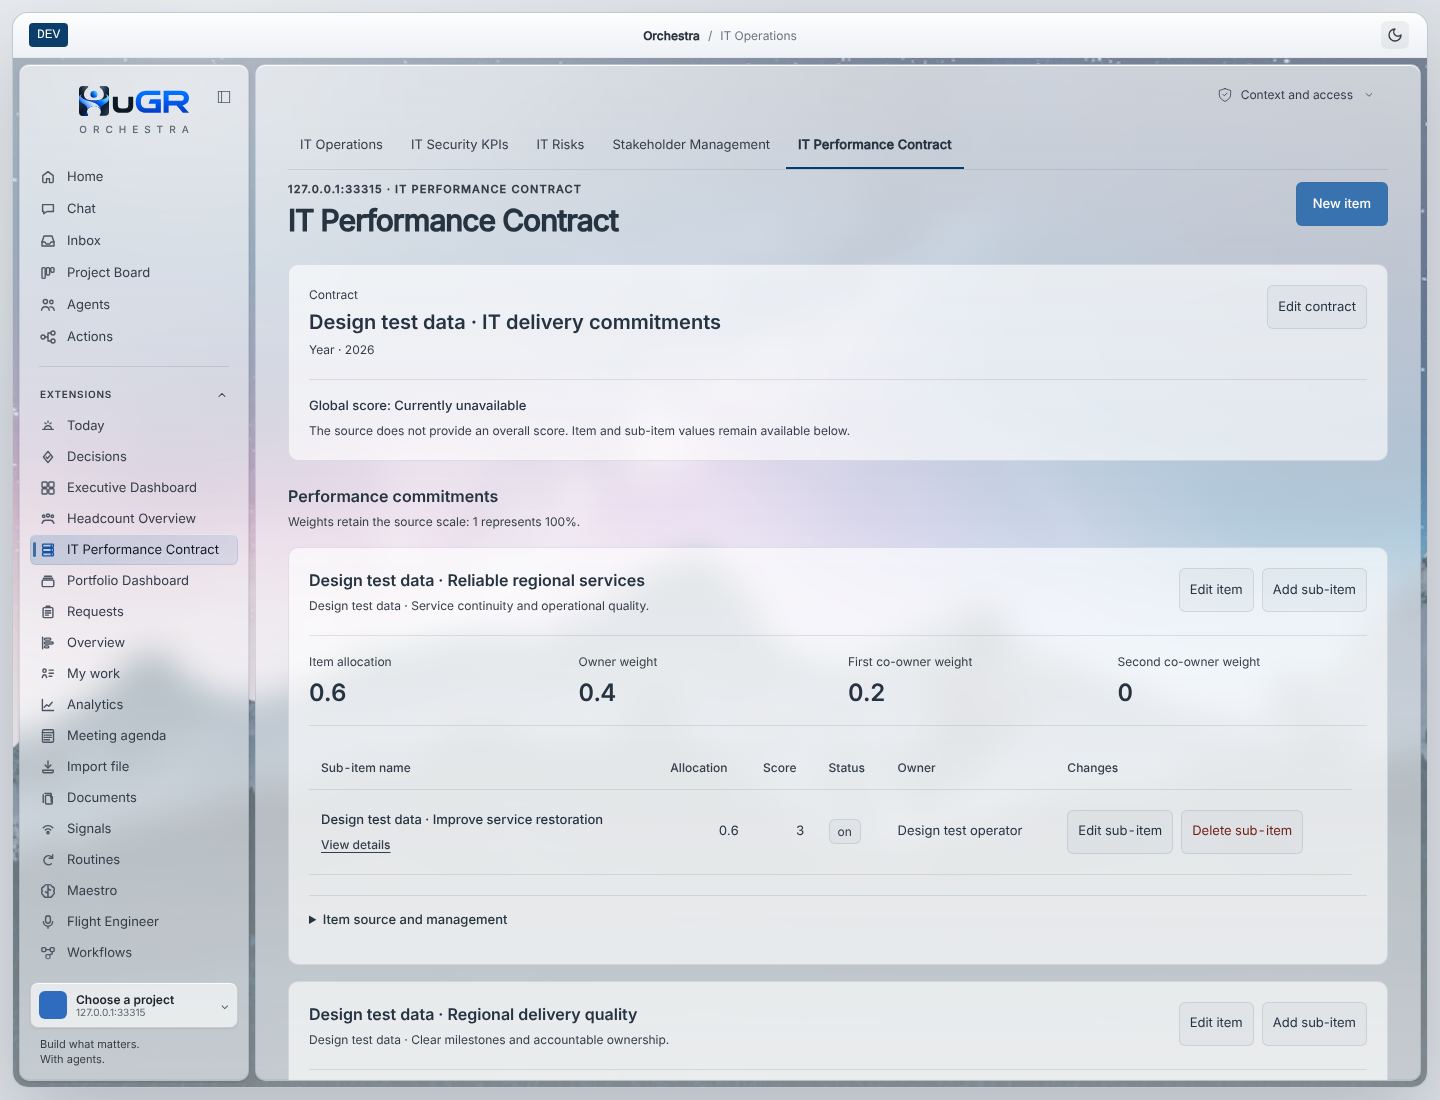 DEV
Orchestra / IT Operations
HuGR
ORCHESTRA
Home
Chat
Inbox
Project Board
Agents
Actions
EXTENSIONS
Today
Decisions
Executive Dashboard
Headcount Overview
IT Performance Contract
Portfolio Dashboard
Requests
Overview
My work
Analytics
Meeting agenda
Import file
Documents
Signals
Routines
Maestro
Flight Engineer
Workflows
Choose a project
127.0.0.1:33315
Build what matters.
With agents.
Context and access
IT Operations IT Security KPIs IT Risks Stakeholder Management IT Performance Contract
127.0.0.1:33315 · IT PERFORMANCE CONTRACT
IT Performance Contract
New item
Contract
Design test data · IT delivery commitments
Year · 2026
Edit contract
Global score: Currently unavailable
The source does not provide an overall score. Item and sub-item values remain available below.
Performance commitments
Weights retain the source scale: 1 represents 100%.
Design test data · Reliable regional services
Design test data · Service continuity and operational quality.
Edit item Add sub-item
Item allocation Owner weight First co-owner weight Second co-owner weight
0.6 0.4 0.2 0
Sub-item name Allocation Score Status Owner Changes
Design test data · Improve service restoration
View details
0.6 3 on Design test operator Edit sub-item Delete sub-item
Item source and management
Design test data · Regional delivery quality
Design test data · Clear milestones and accountable ownership.
Edit item Add sub-item